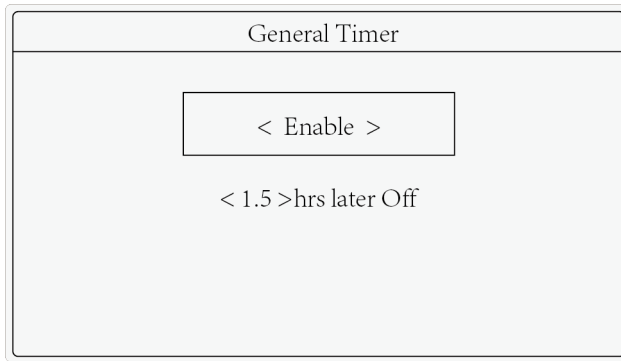 General Timer
< Enable >
< 1.5 >hrs later Off